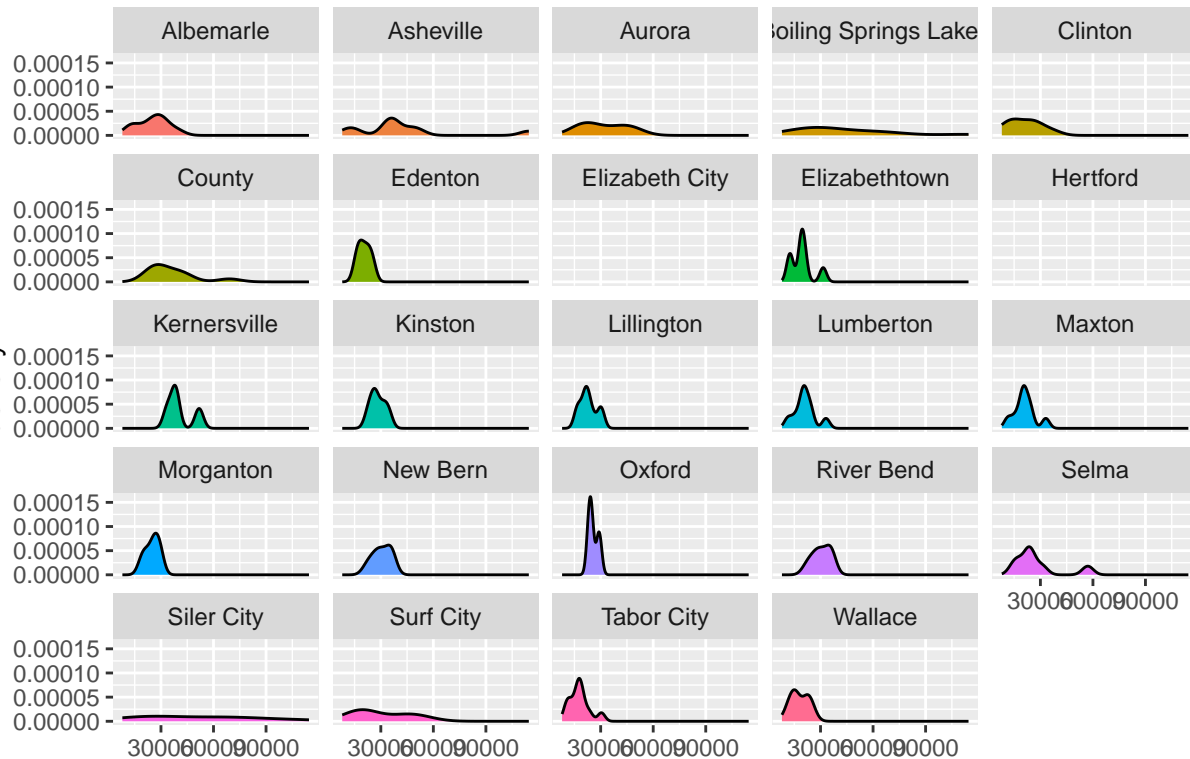 Albemarle
Asheville
Aurora
Boiling Springs Lake
Clinton
0.00015
0.00010
0.00005
0.00000
County
Edenton
Elizabeth City
Elizabethtown
Hertford
0.00015
0.00010
0.00005
0.00000
Kernersville
Kinston
Lillington
Lumberton
Maxton
0.00015
0.00010
0.00005
0.00000
Morganton
New Bern
Oxford
River Bend
Selma
0.00015
0.00010
0.00005
0.00000
30000 60000 90000
Siler City
Surf City
Tabor City
Wallace
0.00015
0.00010
0.00005
0.00000
30000 60000 90000
30000 60000 90000
30000 60000 90000
30000 60000 90000